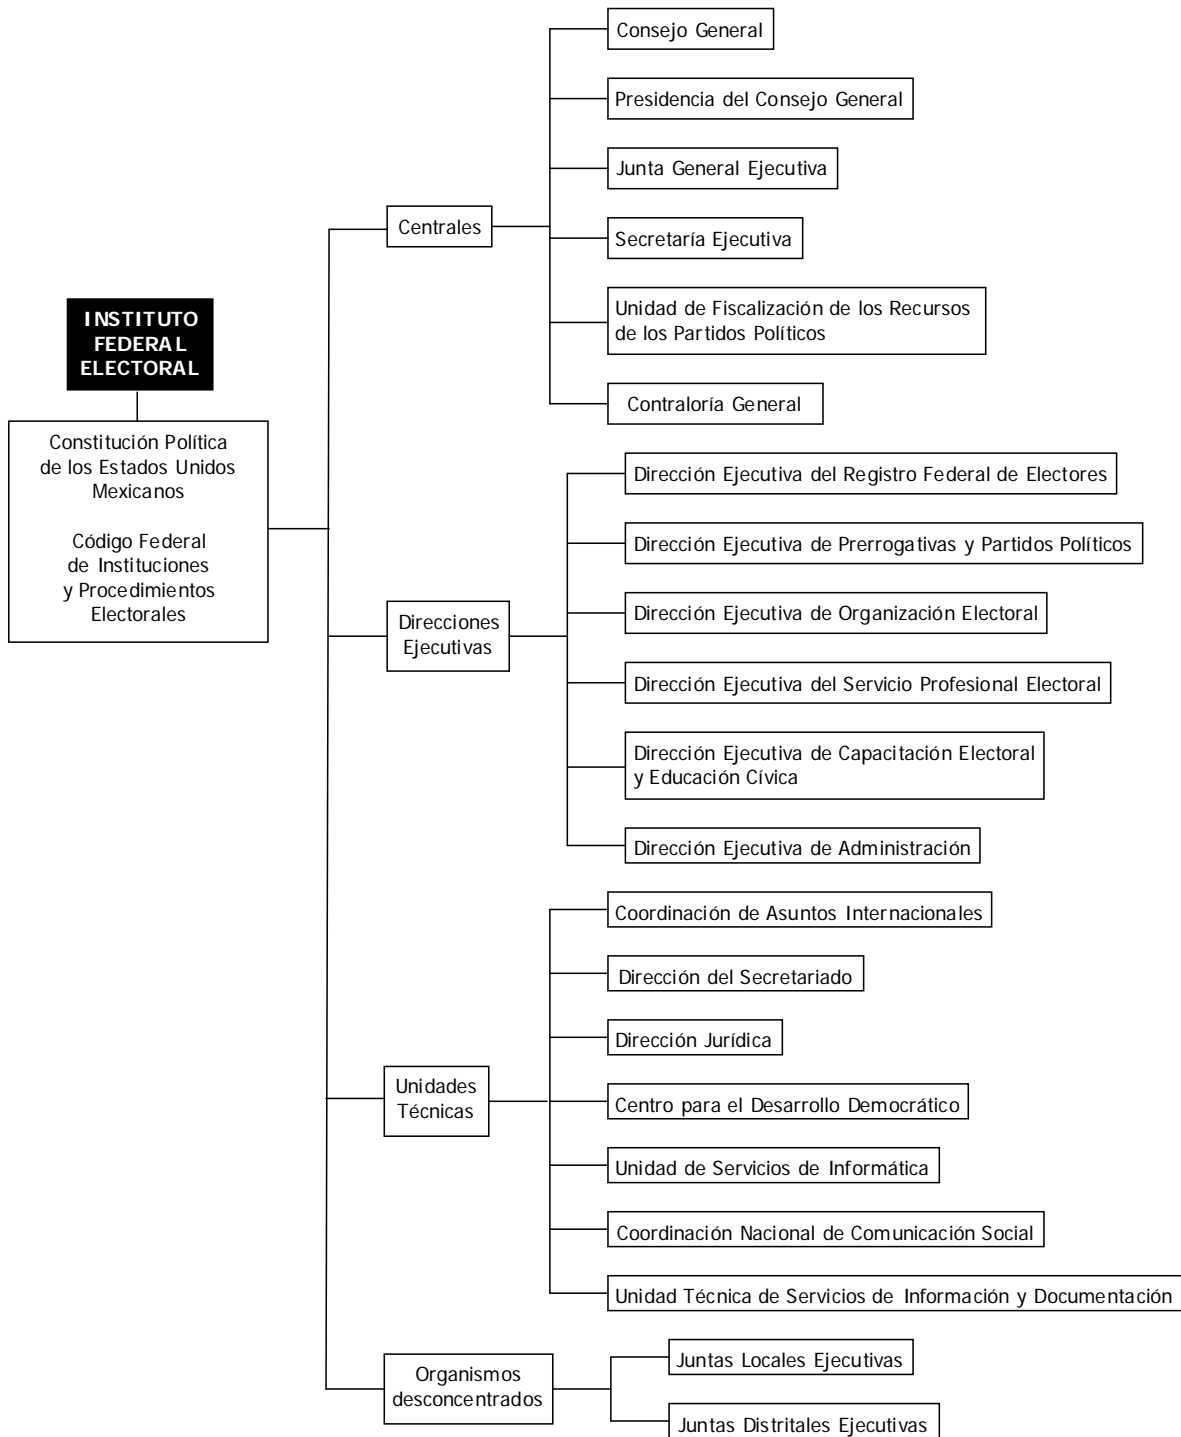 INSTITUTO
FEDERAL
ELECTORAL
Constitución Política
de los Estados Unidos
Mexicanos
Código Federal
de Instituciones
y Procedimientos
Electorales
Centrales
Consejo General
Presidencia del Consejo General
Junta General Ejecutiva
Secretaría Ejecutiva
Unidad de Fiscalización de los Recursos
de los Partidos Políticos
Contraloría General
Direcciones
Ejecutivas
Dirección Ejecutiva del Registro Federal de Electores
Dirección Ejecutiva de Prerrogativas y Partidos Políticos
Dirección Ejecutiva de Organización Electoral
Dirección Ejecutiva del Servicio Profesional Electoral
Dirección Ejecutiva de Capacitación Electoral
y Educación Cívica
Dirección Ejecutiva de Administración
Unidades
Técnicas
Coordinación de Asuntos Internacionales
Dirección del Secretariado
Dirección Jurídica
Centro para el Desarrollo Democrático
Unidad de Servicios de Informática
Coordinación Nacional de Comunicación Social
Unidad Técnica de Servicios de Información y Documentación
Organismos
desconcentrados
Juntas Locales Ejecutivas
Juntas Distritales Ejecutivas